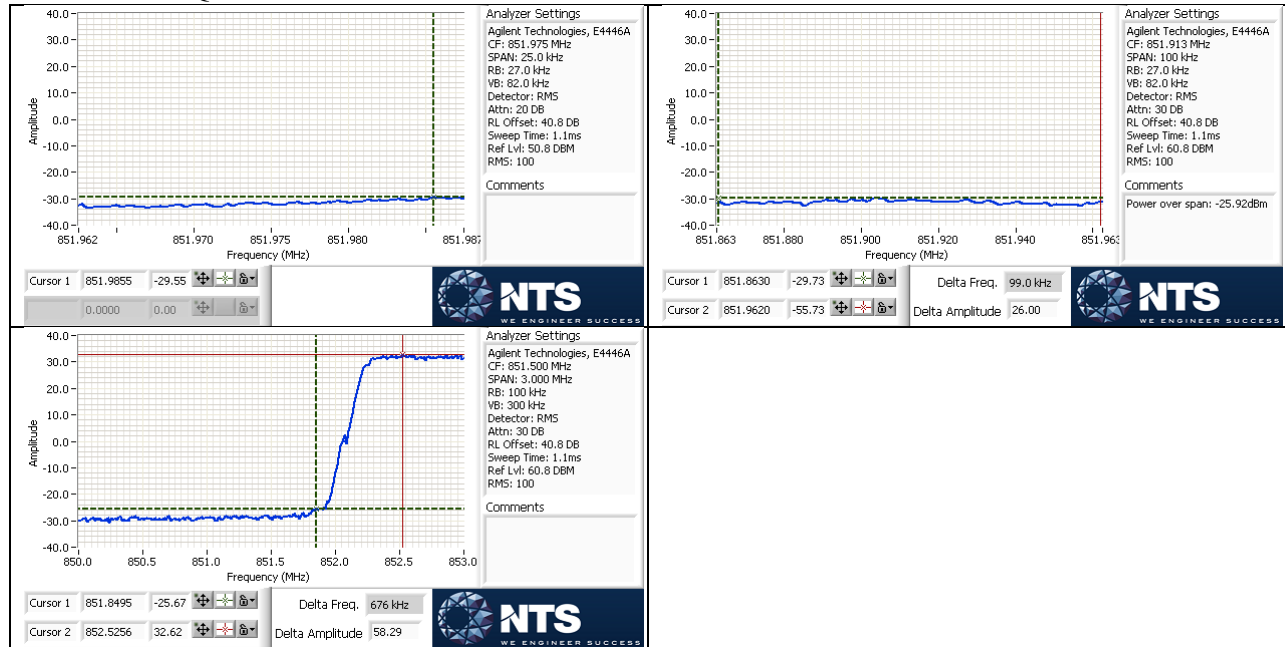 Analyzer Settings
Agilent Technologies, E4446A
CF: 851.975 MHz
SPAN: 25.0 kHz
RB: 27.0 kHz
VB: 82.0 kHz
Detector: RMS
Attn: 20 DB
RL Offset: 40.8 DB
Sweep Time: 1.1ms
Ref Lvl: 50.8 DBM
RMS: 100
Comments
Amplitude
40.0
30.0
20.0
10.0
0.0
-10.0
-20.0
-30.0
-40.0
851.962 851.970 851.975 851.980 851.987
Frequency (MHz)
Cursor 1 851.9855 -29.55
0.0000 0.00
NTS
WE ENGINEER SUCCESS
Analyzer Settings
Agilent Technologies, E4446A
CF: 851.913 MHz
SPAN: 100 kHz
RB: 27.0 kHz
VB: 82.0 kHz
Detector: RMS
Attn: 30 DB
RL Offset: 40.8 DB
Sweep Time: 1.1ms
Ref Lvl: 60.8 DBM
RMS: 100
Comments
Power over span: -25.92dBm
Amplitude
40.0
30.0
20.0
10.0
0.0
-10.0
-20.0
-30.0
-40.0
851.863 851.880 851.900 851.920 851.940 851.963
Frequency (MHz)
Cursor 1 851.8630 -29.73 Delta Freq. 99.0 kHz
Cursor 2 851.9620 -55.73 Delta Amplitude 26.00
NTS
WE ENGINEER SUCCESS
Analyzer Settings
Agilent Technologies, E4446A
CF: 851.500 MHz
SPAN: 3.000 MHz
RB: 100 kHz
VB: 300 kHz
Detector: RMS
Attn: 30 DB
RL Offset: 40.8 DB
Sweep Time: 1.1ms
Ref Lvl: 60.8 DBM
RMS: 100
Comments
Amplitude
40.0
30.0
20.0
10.0
0.0
-10.0
-20.0
-30.0
-40.0
850.0 850.5 851.0 851.5 852.0 852.5 853.0
Frequency (MHz)
Cursor 1 851.8495 -25.67 Delta Freq. 676 kHz
Cursor 2 852.5256 32.62 Delta Amplitude 58.29
NTS
WE ENGINEER SUCCESS